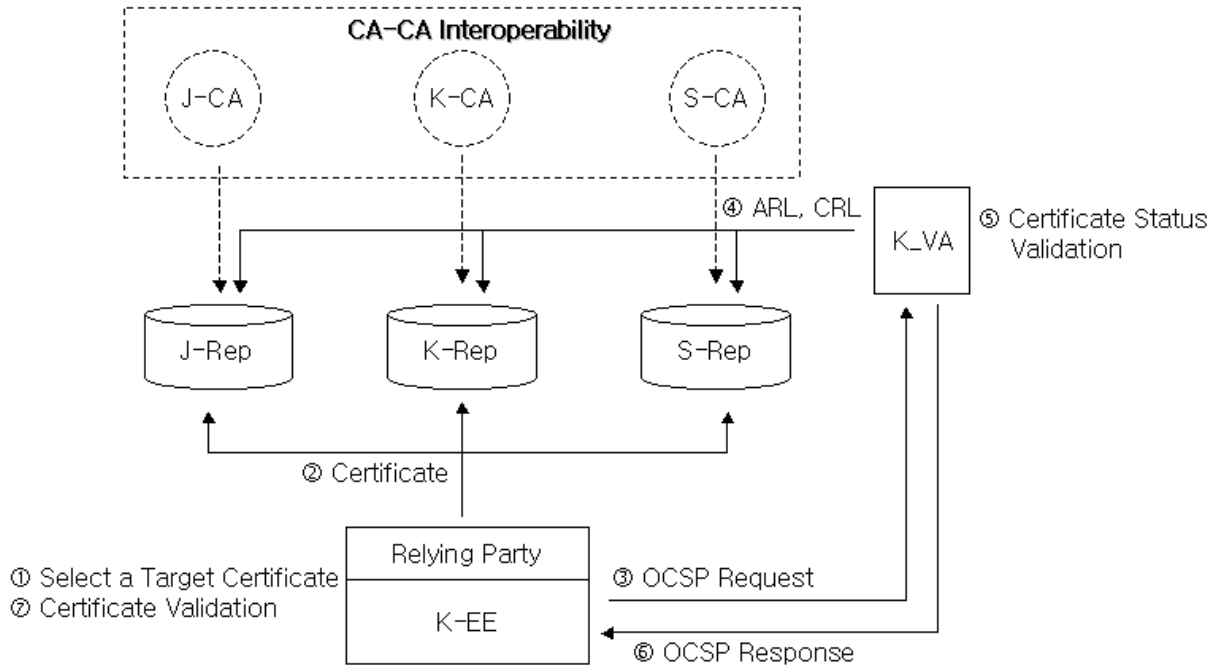 CA-CA Interoperability
J-CA
K-CA
S-CA
④ ARL, CRL
K_VA
⑤ Certificate Status
Validation
J-Rep
K-Rep
S-Rep
② Certificate
Relying Party
① Select a Target Certificate
⑦ Certificate Validation
K-EE
③ OCSP Request
⑥ OCSP Response